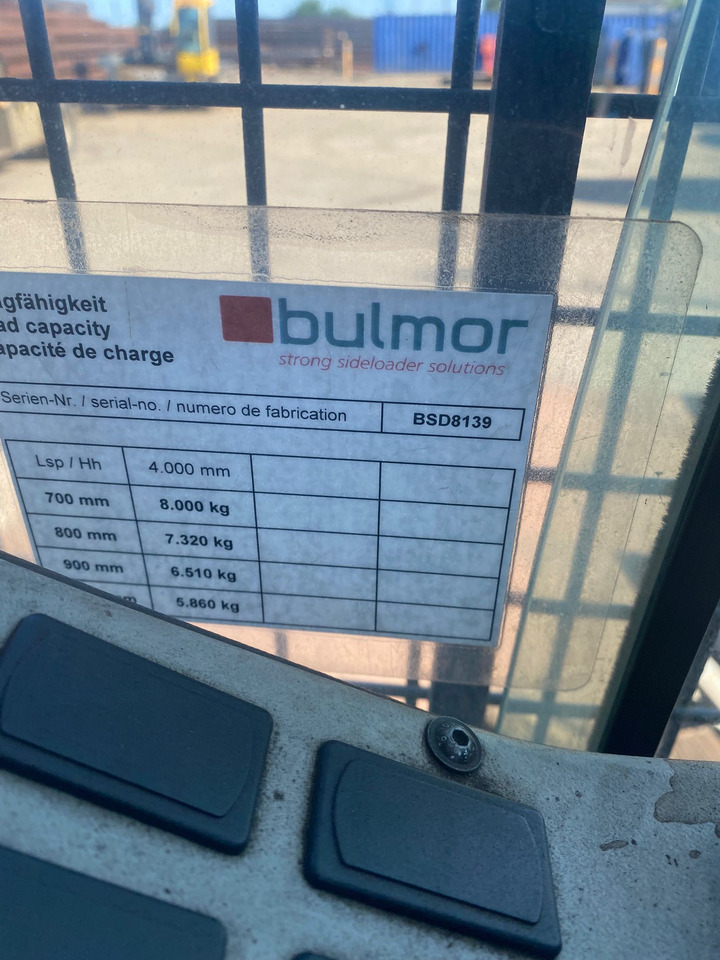 gfähigkeit
ad capacity
apacité de charge
bulmor
strong sideloader solutions
Serien-Nr. / serial-no. / numero de fabrication BSD8139
Lsp / Hh 4.000 mm
700 mm 8.000 kg
800 mm 7.320 kg
900 mm 6.510 kg
mm 5.860 kg